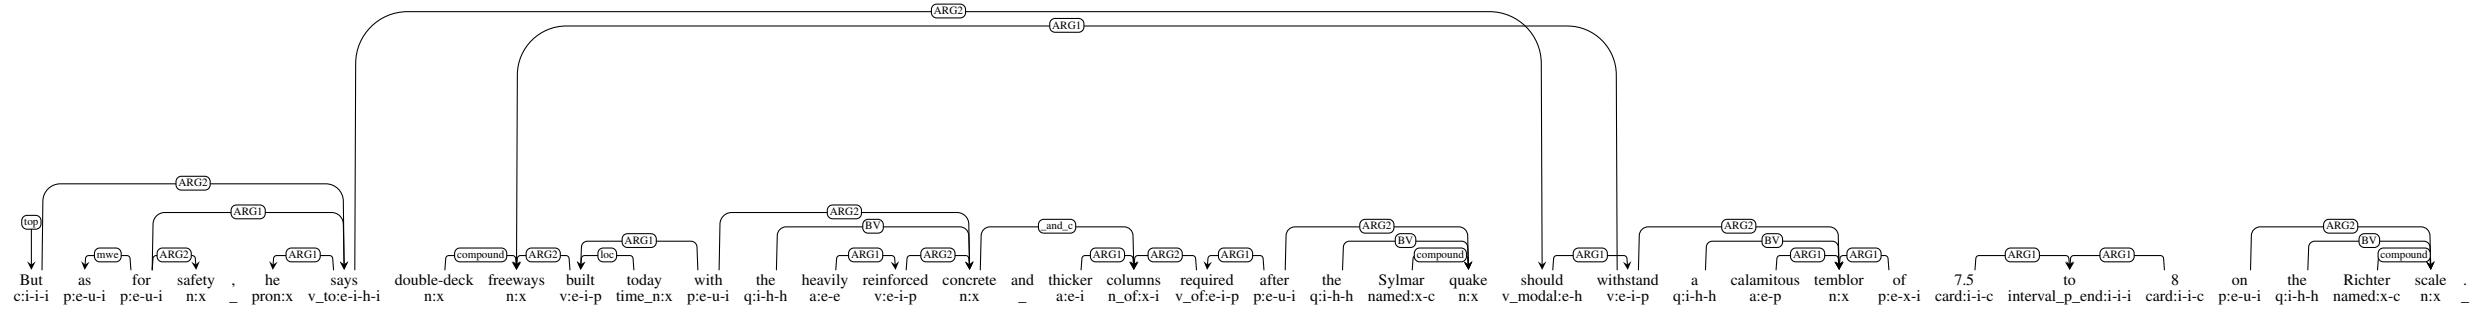 ARG2
ARG1
ARG2
ARG1 ARG2
top _and_c ARG2 ARG2 ARG2
ARG1 BV BV BV BV
mwe ARG2 ARG1 compound ARG2 loc ARG1 ARG2 ARG1 ARG2 ARG1 compound ARG1 ARG1 ARG1 ARG1 ARG1 compound
But as for safety , he says double-deck freeways built today with the heavily reinforced concrete and thicker columns required after the Sylmar quake should withstand a calamitous temblor of 7.5 to 8 on the Richter scale .
c:i-i-i p:e-u-i p:e-u-i n:x _ pron:x v_to:e-i-h-i n:x n:x v:e-i-p time_n:x p:e-u-i q:i-h-h a:e-e v:e-i-p n:x _ a:e-i n_of:x-i v_of:e-i-p p:e-u-i q:i-h-h named:x-c n:x v_modal:e-h v:e-i-p q:i-h-h a:e-p n:x p:e-x-i card:i-i-c interval_p_end:i-i-i card:i-i-c p:e-u-i q:i-h-h named:x-c n:x _